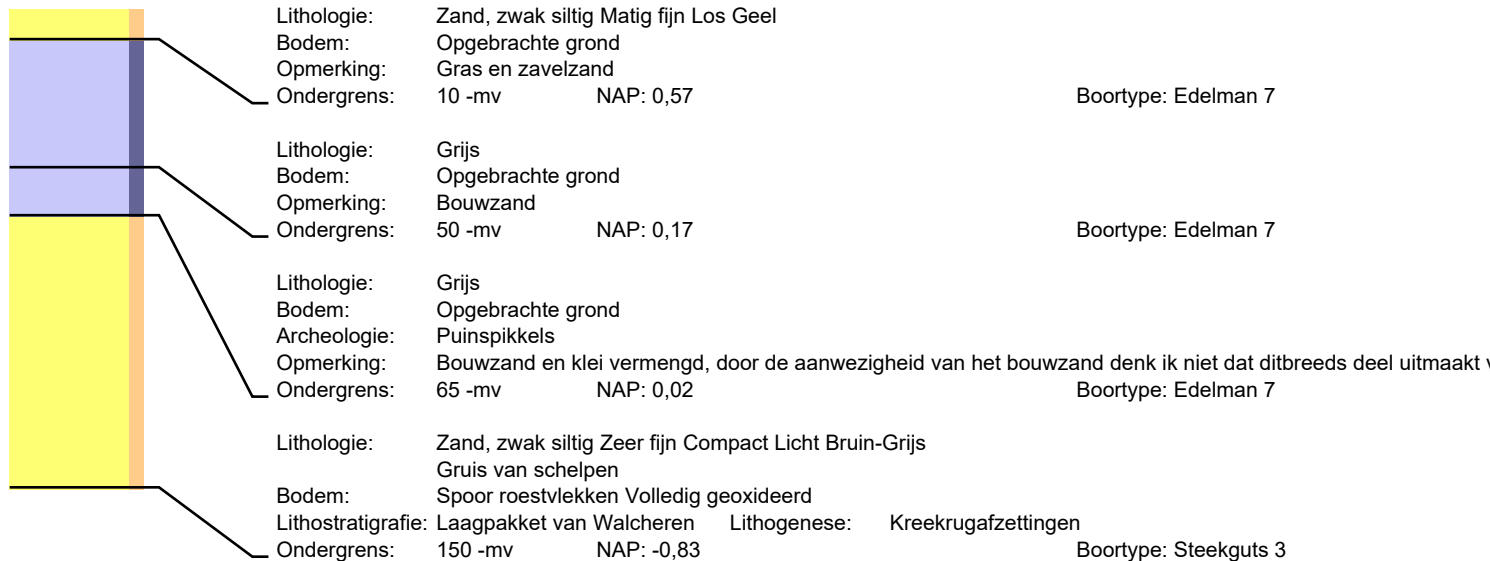 Lithologie: Zand, zwak siltig Matig fijn Los Geel
Bodem: Opgebrachte grond
Opmerking: Gras en zavelzand
Ondergrens: 10 -mv NAP: 0,57 Boortype: Edelman 7
Lithologie: Grijs
Bodem: Opgebrachte grond
Opmerking: Bouwzand
Ondergrens: 50 -mv NAP: 0,17 Boortype: Edelman 7
Lithologie: Grijs
Bodem: Opgebrachte grond
Archeologie: Puinspikkels
Opmerking: Bouwzand en klei vermengd, door de aanwezigheid van het bouwzand denk ik niet dat ditbreeds deel uitmaakt
Ondergrens: 65 -mv NAP: 0,02 Boortype: Edelman 7
Lithologie: Zand, zwak siltig Zeer fijn Compact Licht Bruin-Grijs
Gruis van schelpen
Bodem: Spoor roestvlekken Volledig geoxideerd
Lithostratigrafie: Laagpakket van Walcheren Lithogenese: Kreekrugafzettingen
Ondergrens: 150 -mv NAP: -0,83 Boortype: Steekguts 3